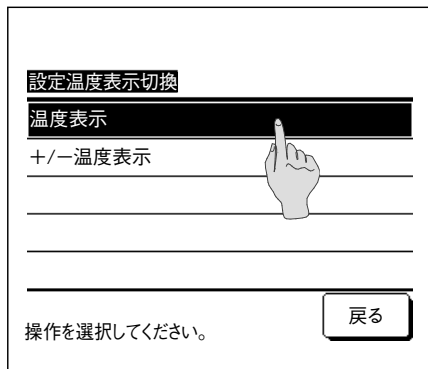 設定温度表示切換
温度表示
＋/－温度表示
操作を選択してください。
戻る